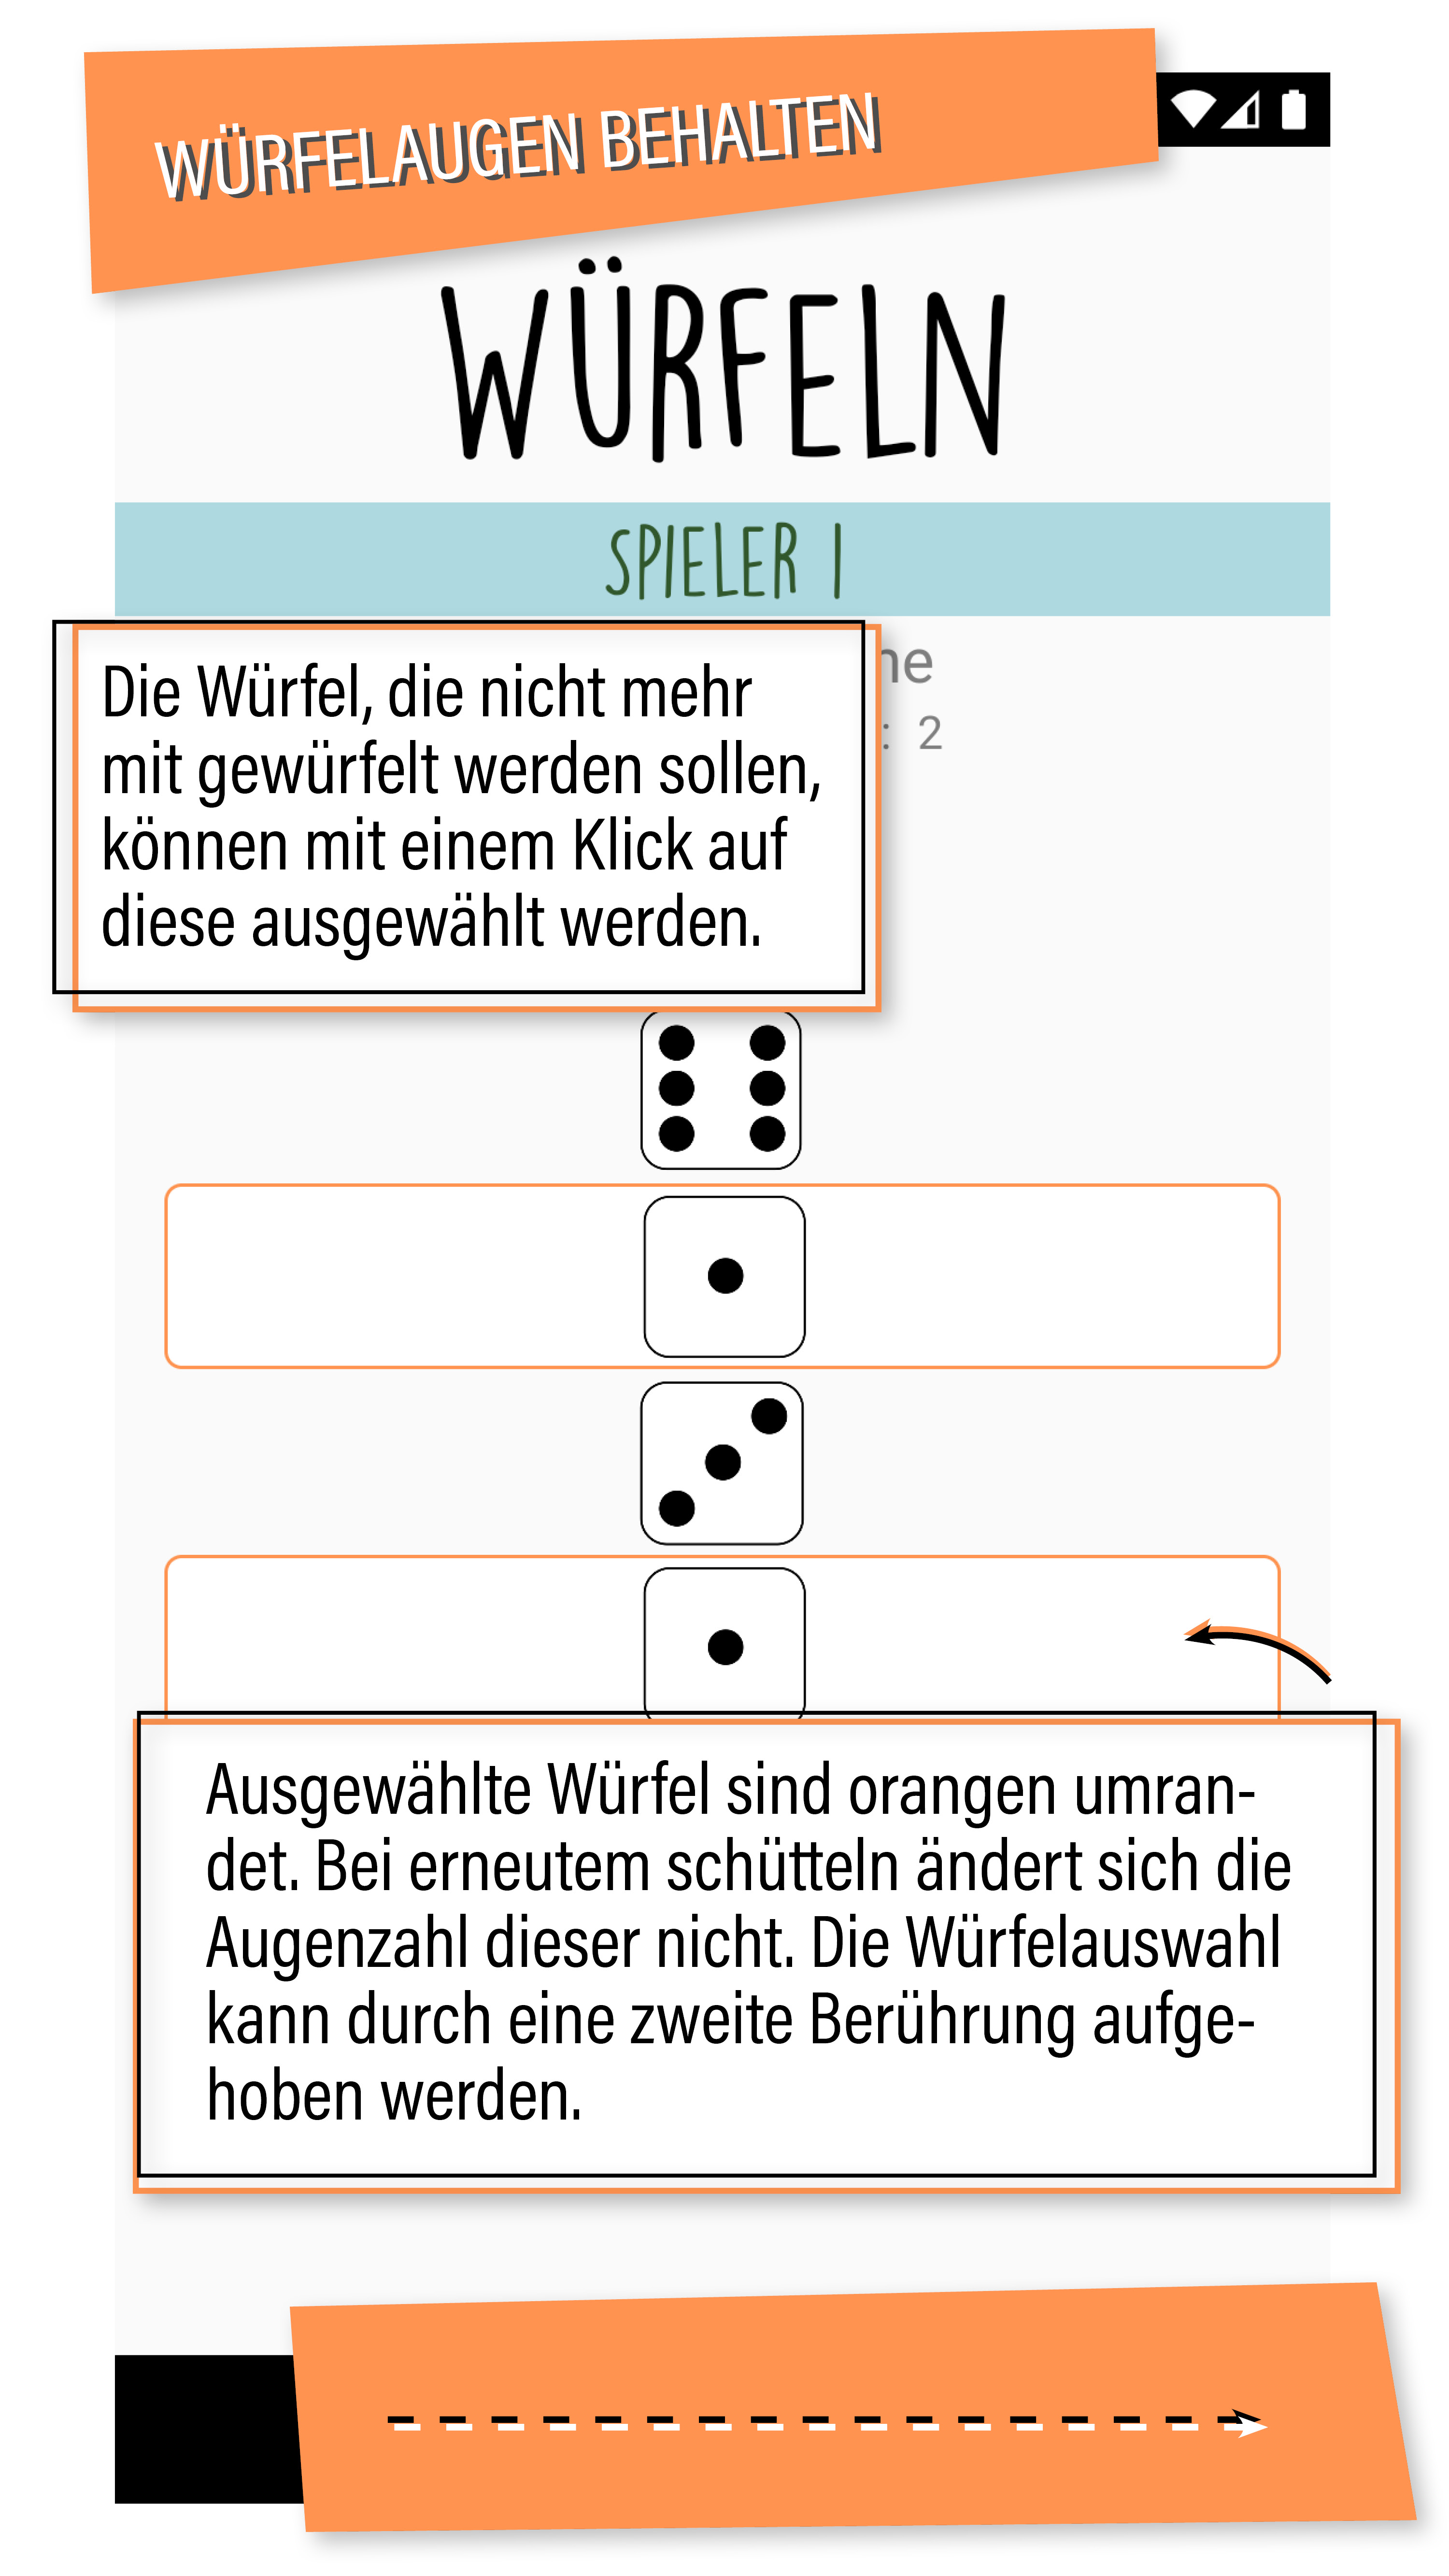 WÜRFELAUGEN BEHALTEN
WÜRFELN
SPIELER 1
Die Würfel, die nicht mehr
mit gewürfelt werden sollen,
können mit einem Klick auf
diese ausgewählt werden.
: 2
Ausgewählte Würfel sind orangen umran-
det. Bei erneutem schütteln ändert sich die
Augenzahl dieser nicht. Die Würfelauswahl
kann durch eine zweite Berührung aufge-
hoben werden.